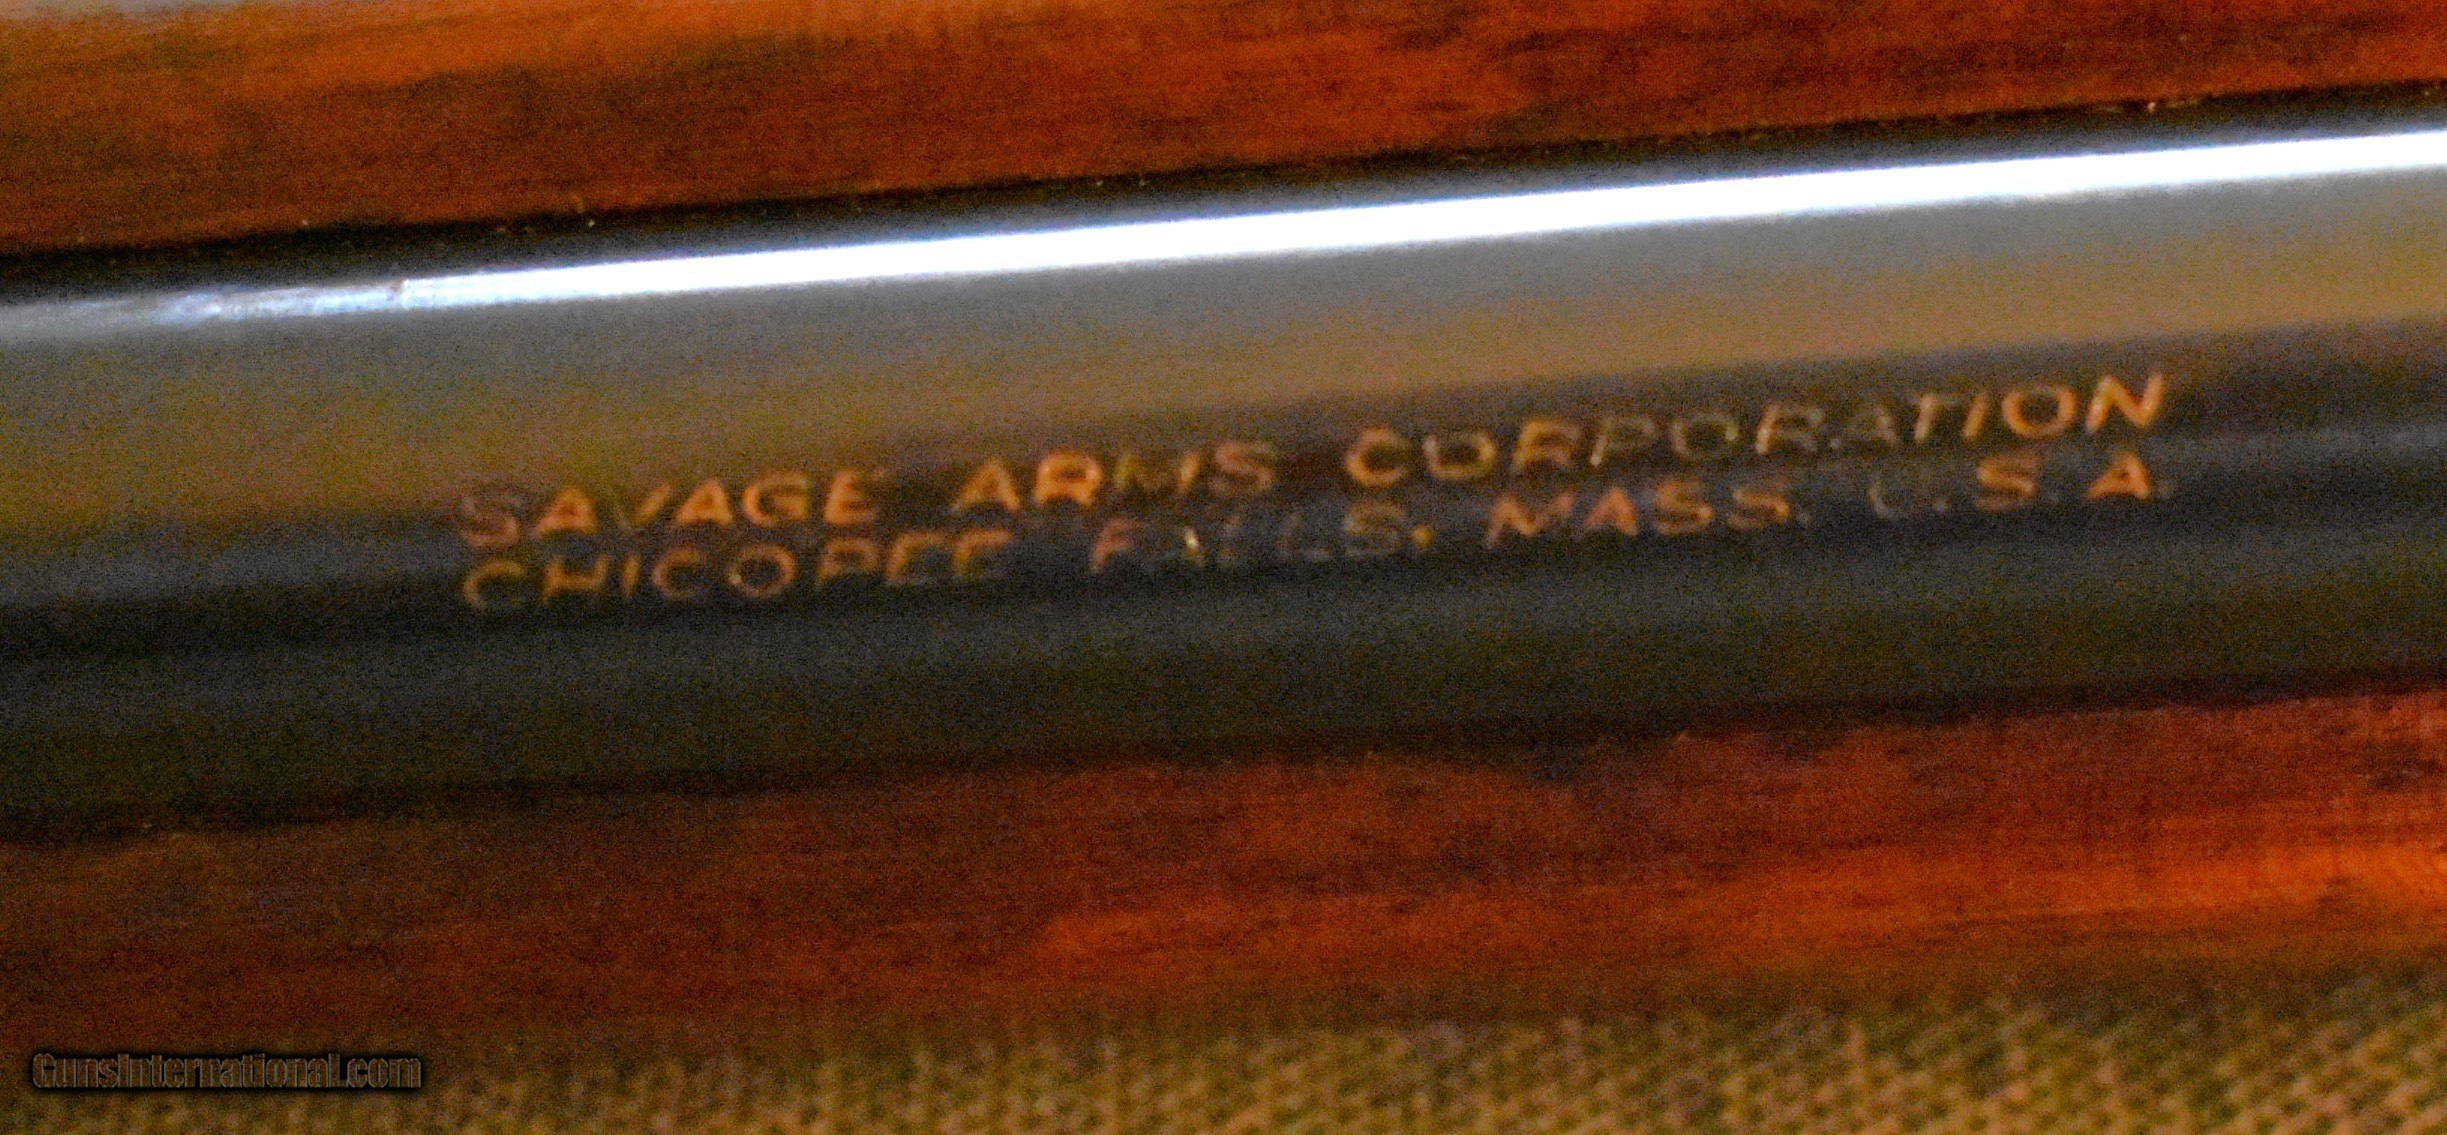 SAVAGE ARMS CORPORATION
CHICOPEE FALLS, MASS. U.S.A.
GunsInternational.com